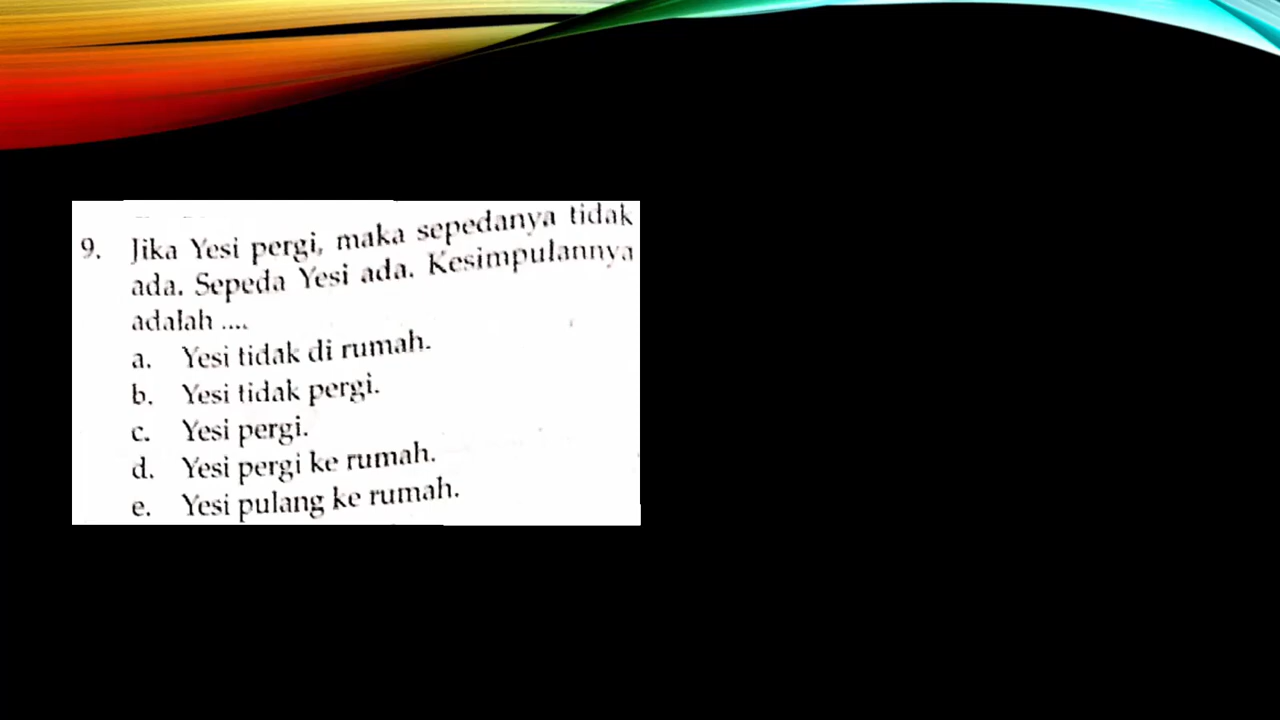 9. Jika Yesi pergi, maka sepedanya tidak
ada. Sepeda Yesi ada. Kesimpulannya
adalah ....
a. Yesi tidak di rumah.
b. Yesi tidak pergi.
c. Yesi pergi.
d. Yesi pergi ke rumah.
e. Yesi pulang ke rumah.